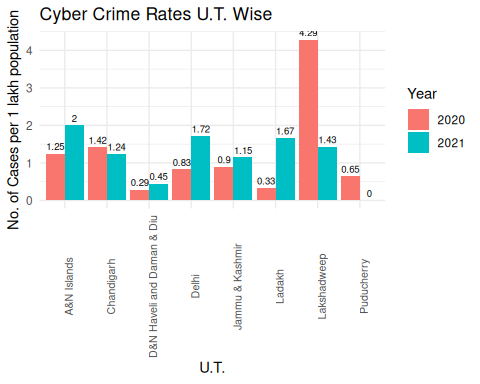 Cyber Crime Rates U.T. Wise
No. of Cases per 1 lakh population
4
3
2
1
0
1.25
2
1.42
1.24
0.29
0.45
0.83
1.72
0.9
1.15
0.33
1.67
4.29
1.43
0.65
0
A&N Islands
Chandigarh
D&N Haveli and Daman & Diu
Delhi
Jammu & Kashmir
Ladakh
Lakshadweep
Puducherry
U.T.
Year
2020
2021